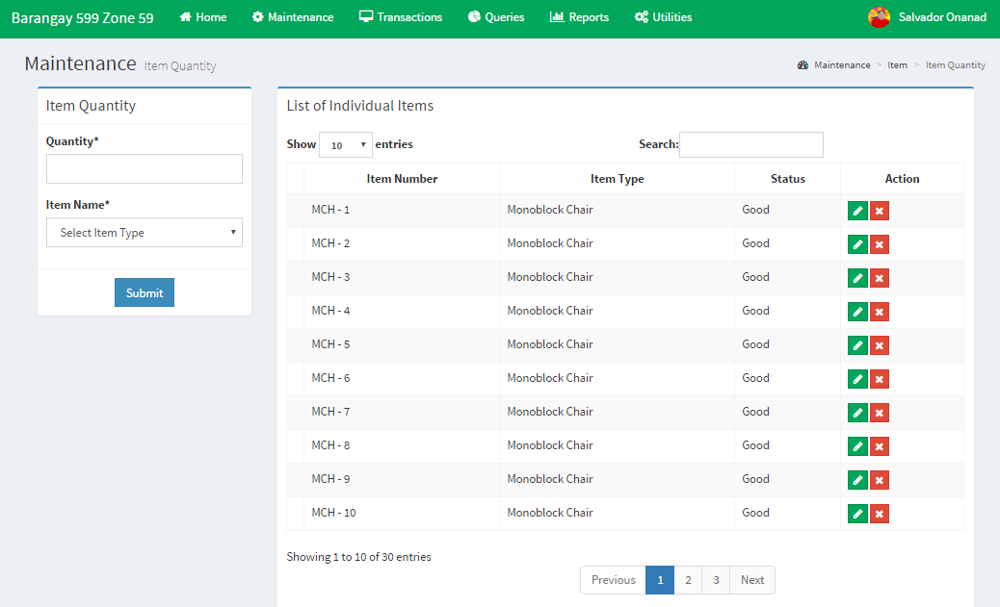 Barangay 599 Zone 59 Home Maintenance Transactions Queries Reports Utilities Salvador Onanad
Maintenance Item Quantity
Maintenance > Item > Item Quantity
Item Quantity
Quantity*
Item Name*
Select Item Type
Submit
List of Individual Items
Show 10 entries Search:
Item Number Item Type Status Action
MCH - 1 Monoblock Chair Good
MCH - 2 Monoblock Chair Good
MCH - 3 Monoblock Chair Good
MCH - 4 Monoblock Chair Good
MCH - 5 Monoblock Chair Good
MCH - 6 Monoblock Chair Good
MCH - 7 Monoblock Chair Good
MCH - 8 Monoblock Chair Good
MCH - 9 Monoblock Chair Good
MCH - 10 Monoblock Chair Good
Showing 1 to 10 of 30 entries
Previous 1 2 3 Next